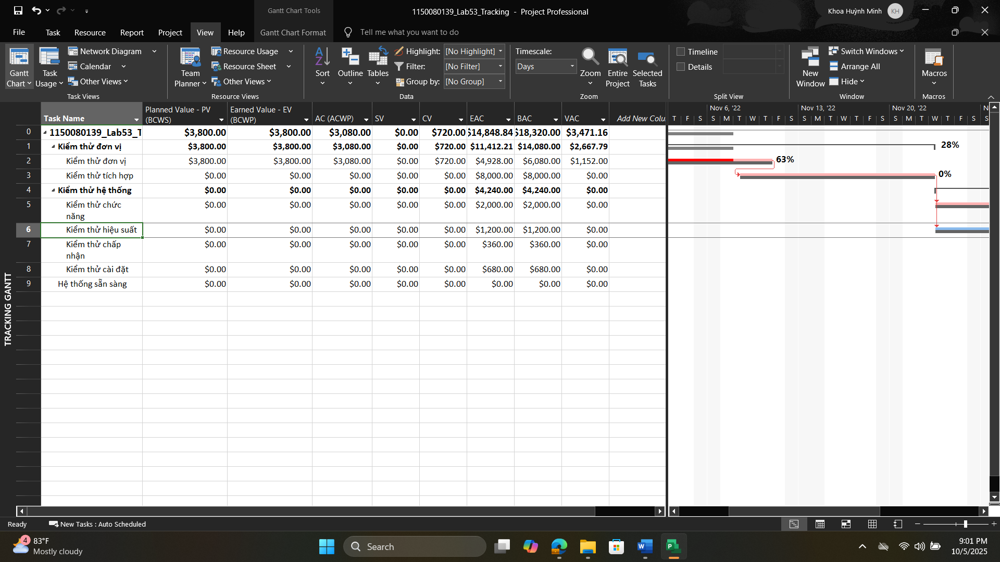 Gantt Chart Tools
1150080139_Lab53_Tracking - Project Professional
Khoa Huỳnh Minh
KH
File
Task
Resource
Report
Project
View
Help
Gantt Chart Format
Tell me what you want to do
Gantt Chart
Task Usage
Network Diagram
Calendar
Other Views
Task Views
Team Planner
Resource Usage
Resource Sheet
Other Views
Resource Views
Sort
Outline
Tables
Highlight: [No Highlight]
Filter: [No Filter]
Group by: [No Group]
Data
Timescale:
Days
Zoom
Entire Project
Selected Tasks
Zoom
Timeline
Details
Split View
New Window
Switch Windows
Arrange All
Hide
Window
Macros
Macros
Task Name
Planned Value - PV (BCWS)
Earned Value - EV (BCWP)
AC (ACWP)
SV
CV
EAC
BAC
VAC
Add New Colu
Nov 6, '22
Nov 13, '22
Nov 20, '22
N
T F S S M T W T F S S M T W T F S S M T W T F S S
0 1150080139_Lab53_T $3,800.00 $3,800.00 $3,080.00 $0.00 $720.00 $14,848.84 $18,320.00 $3,471.16
1 Kiểm thử đơn vị $3,800.00 $3,800.00 $3,080.00 $0.00 $720.00 $11,412.21 $14,080.00 $2,667.79
28%
2 Kiểm thử đơn vị $3,800.00 $3,800.00 $3,080.00 $0.00 $720.00 $4,928.00 $6,080.00 $1,152.00
63%
3 Kiểm thử tích hợp $0.00 $0.00 $0.00 $0.00 $0.00 $8,000.00 $8,000.00 $0.00
0%
4 Kiểm thử hệ thống $0.00 $0.00 $0.00 $0.00 $0.00 $4,240.00 $4,240.00 $0.00
5 Kiểm thử chức năng $0.00 $0.00 $0.00 $0.00 $0.00 $2,000.00 $2,000.00 $0.00
6 Kiểm thử hiệu suất $0.00 $0.00 $0.00 $0.00 $0.00 $1,200.00 $1,200.00 $0.00
7 Kiểm thử chấp nhận $0.00 $0.00 $0.00 $0.00 $0.00 $360.00 $360.00 $0.00
8 Kiểm thử cài đặt $0.00 $0.00 $0.00 $0.00 $0.00 $680.00 $680.00 $0.00
9 Hệ thống sẵn sàng $0.00 $0.00 $0.00 $0.00 $0.00 $0.00 $0.00 $0.00
TRACKING GANTT
Ready
New Tasks : Auto Scheduled
4
83°F
Mostly cloudy
Search
9:01 PM
10/5/2025